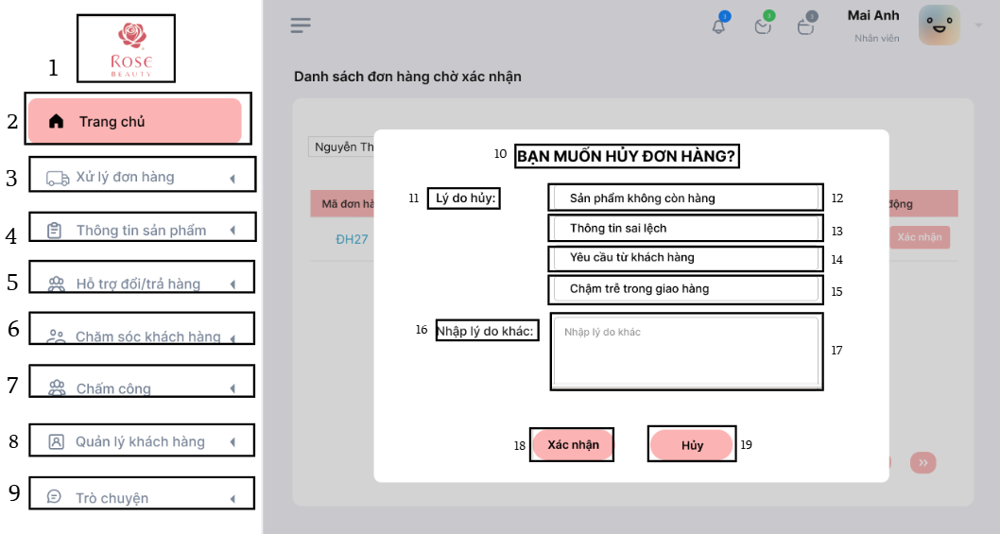 1
ROSE
BEAUTY
2 Trang chủ
3 Xử lý đơn hàng
4 Thông tin sản phẩm
5 Hỗ trợ đổi/trả hàng
6 Chăm sóc khách hàng
7 Chấm công
8 Quản lý khách hàng
9 Trò chuyện
3
3
3
Mai Anh
Nhân viên
Danh sách đơn hàng chờ xác nhận
Nguyễn Th
Mã đơn hà
động
ĐH27
Xác nhận
10 BẠN MUỐN HỦY ĐƠN HÀNG?
11 Lý do hủy:
Sản phẩm không còn hàng 12
Thông tin sai lệch 13
Yêu cầu từ khách hàng 14
Chậm trễ trong giao hàng 15
16 Nhập lý do khác:
Nhập lý do khác
17
18 Xác nhận
Hủy 19